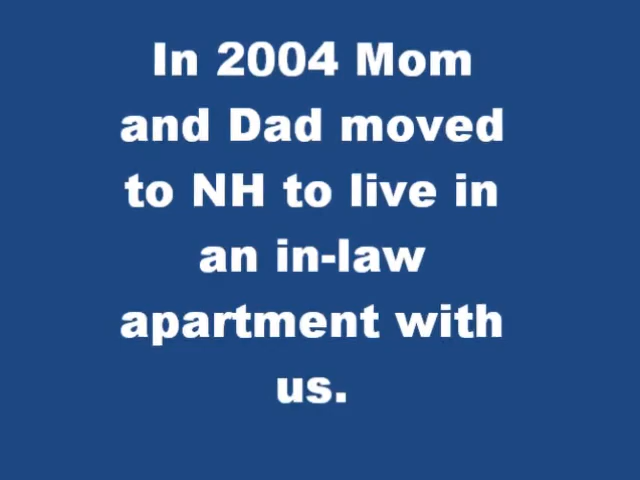 In 2004 Mom
and Dad moved
to NH to live in
an in-law
apartment with
us.